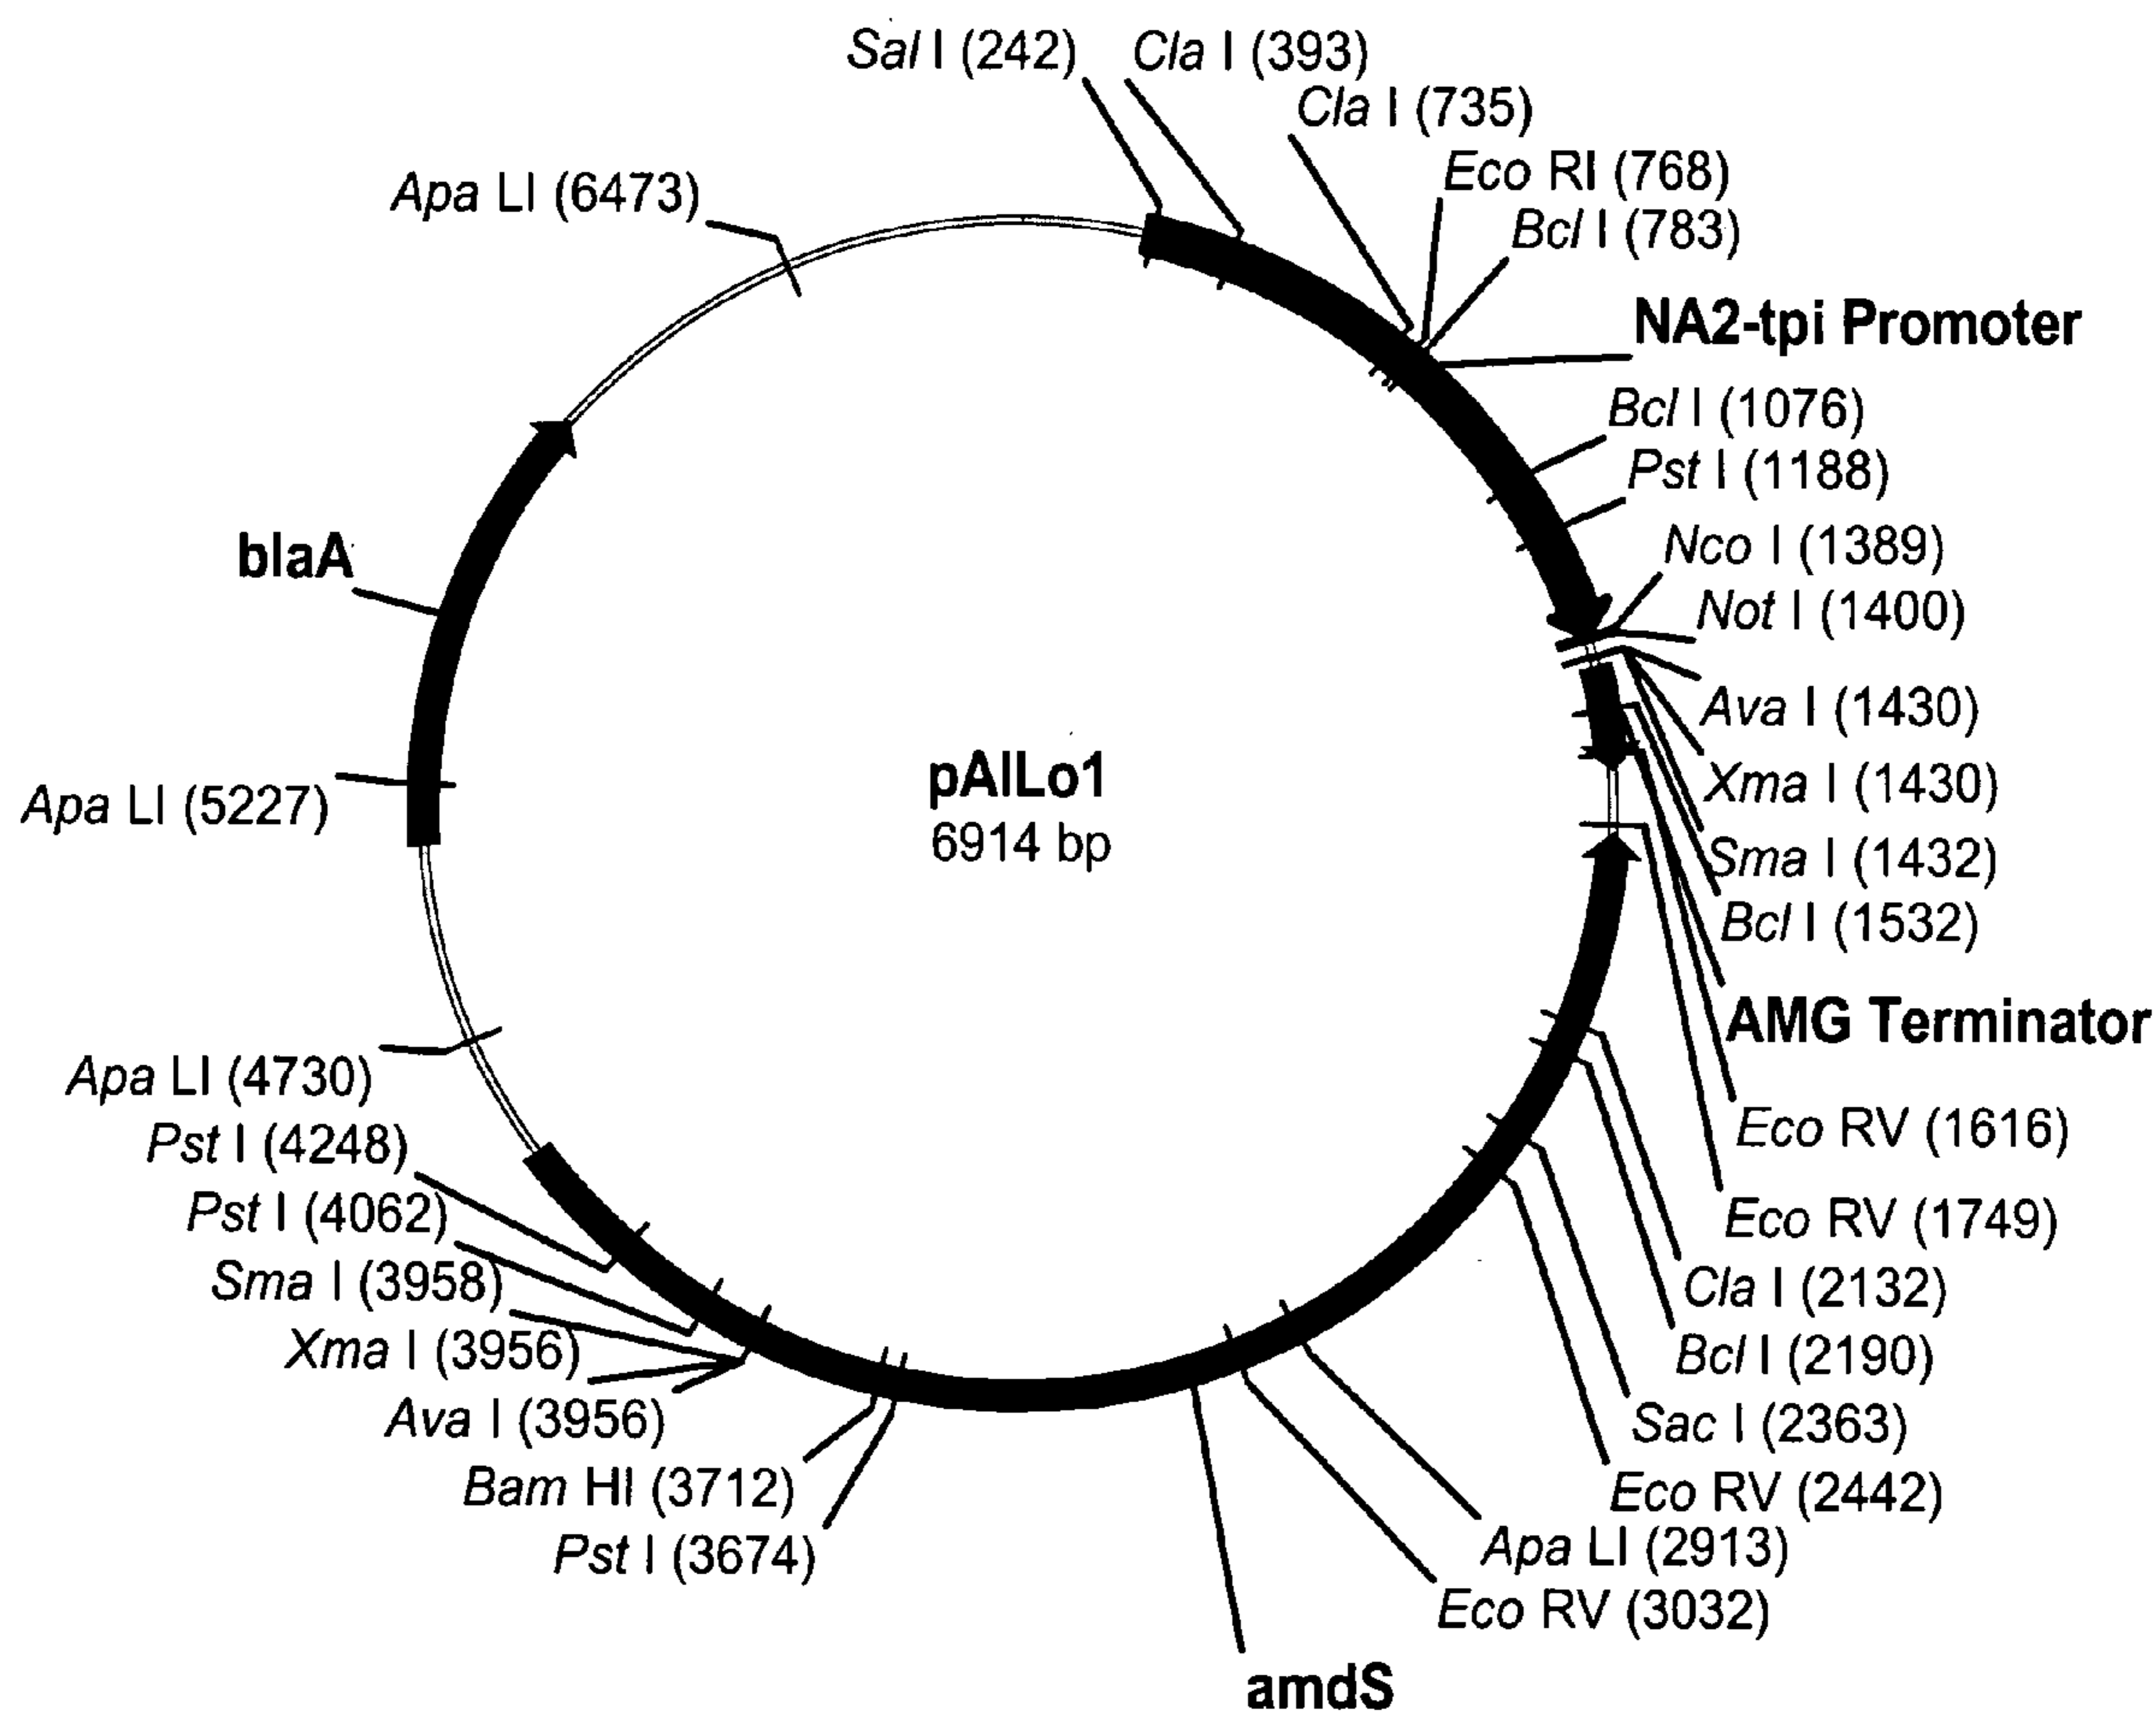 Sal I (242)
Cla I (393)
Cla I (735)
Eco RI (768)
Bcl I (783)
NA2-tpi Promoter
Bcl I (1076)
Pst I (1188)
Nco I (1389)
Not I (1400)
Ava I (1430)
Xma I (1430)
Sma I (1432)
Bcl I (1532)
AMG Terminator
Eco RV (1616)
Eco RV (1749)
Cla I (2132)
Bcl I (2190)
Sac I (2363)
Eco RV (2442)
Apa LI (2913)
Eco RV (3032)
amdS
Pst I (3674)
Bam HI (3712)
Ava I (3956)
Xma I (3956)
Sma I (3958)
Pst I (4062)
Pst I (4248)
Apa LI (4730)
Apa LI (5227)
blaA
Apa LI (6473)
pAILo1
6914 bp